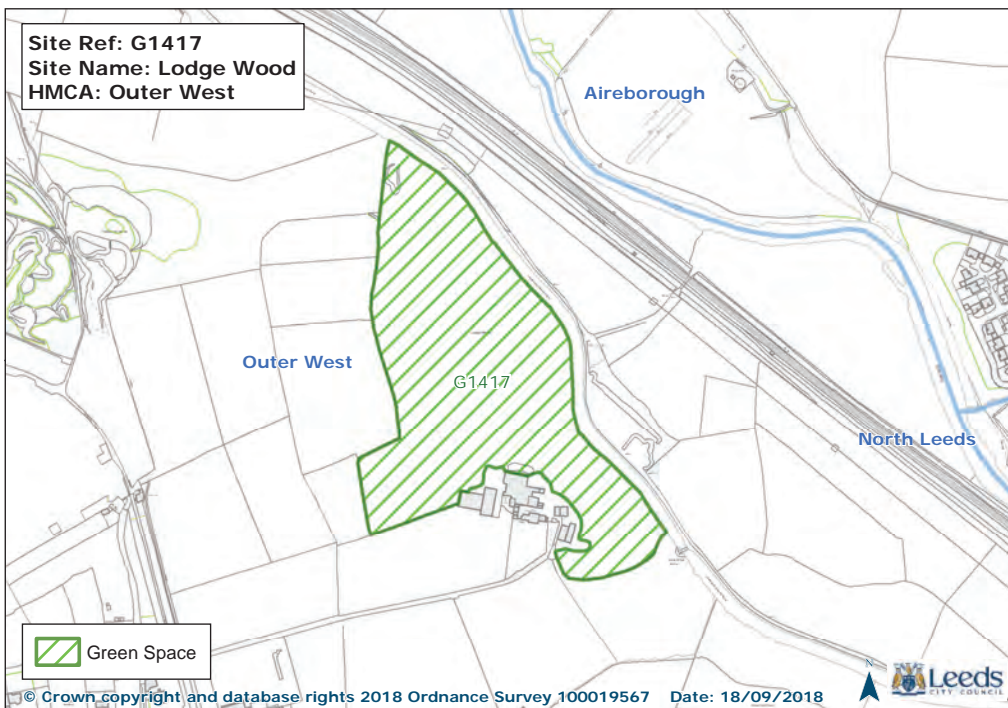 Site Ref: G1417
Site Name: Lodge Wood
HMCA: Outer West
Aireborough
Outer West
G1417
North Leeds
Green Space
© Crown copyright and database rights 2018 Ordnance Survey 100019567 Date: 18/09/2018
N
Leeds
CITY COUNCIL